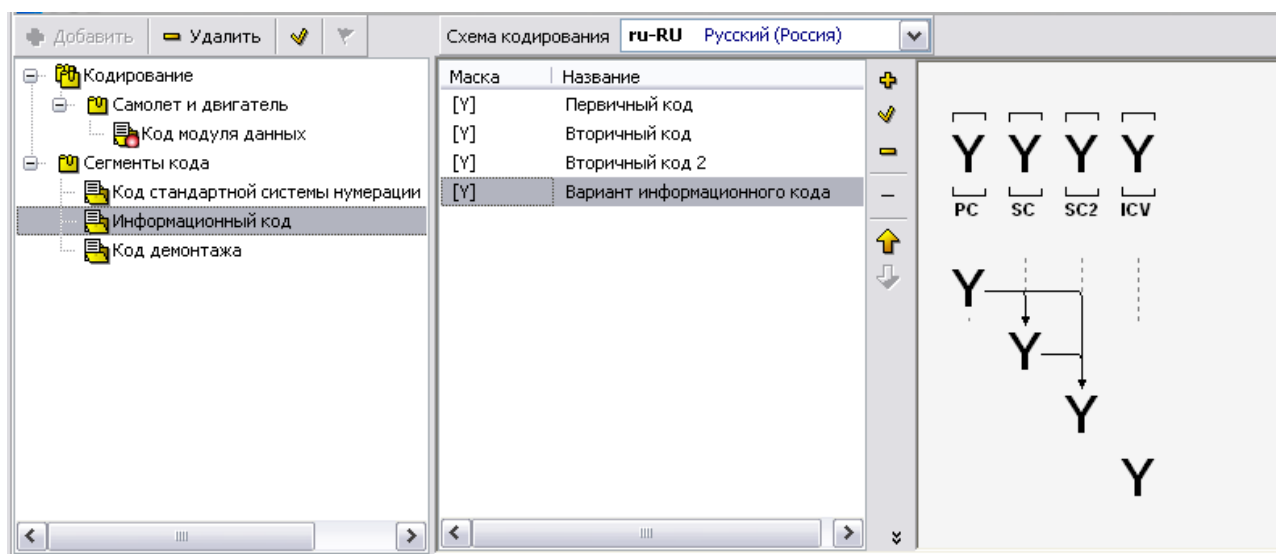 Добавить Удалить Схема кодирования ru-RU Русский (Россия)
Кодирование
Самолет и двигатель
Код модуля данных
Сегменты кода
Код стандартной системы нумерации
Информационный код
Код демонтажа
Маска Название
[Y] Первичный код
[Y] Вторичный код
[Y] Вторичный код 2
[Y] Вариант информационного кода
Y Y Y Y
PC SC SC2 ICV
Y
Y
Y
Y